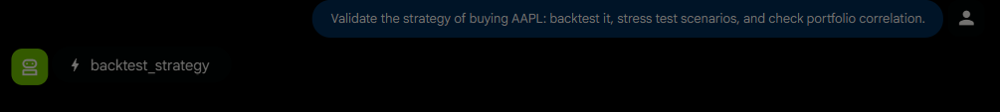 Validate the strategy of buying AAPL: backtest it, stress test scenarios, and check portfolio correlation.
backtest_strategy